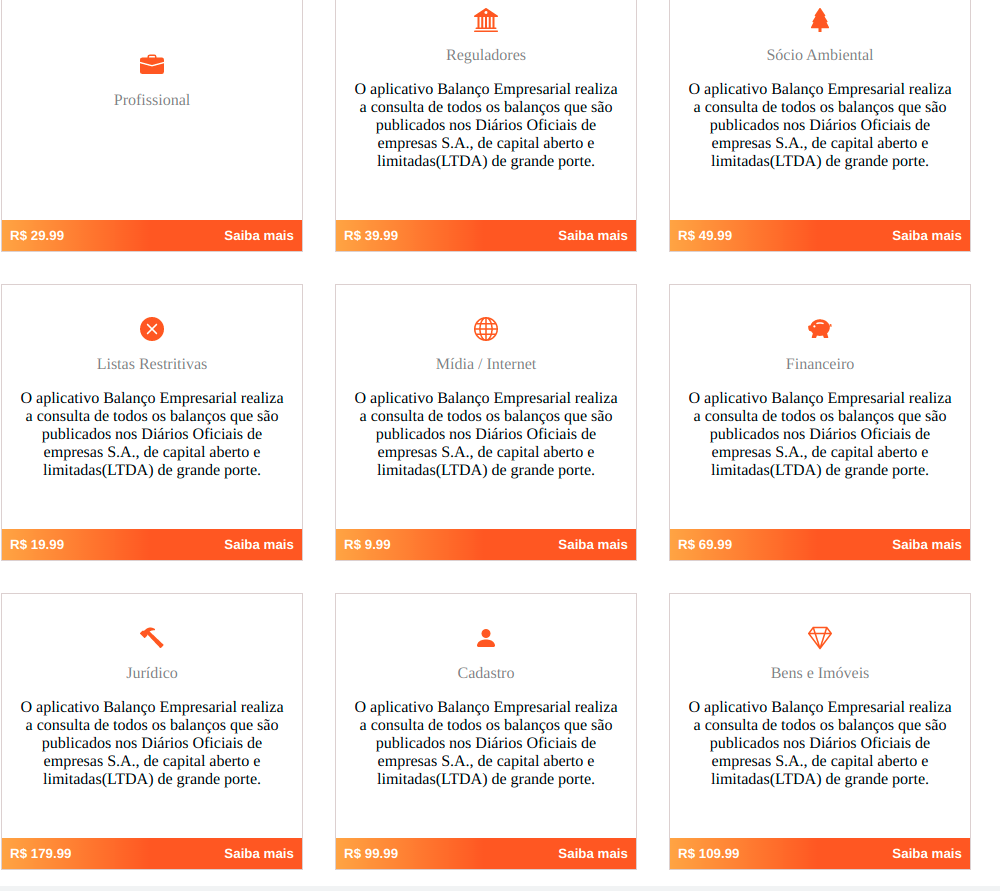 Profissional
R$ 29.99
Saiba mais
Reguladores
O aplicativo Balanço Empresarial realiza
a consulta de todos os balanços que são
publicados nos Diários Oficiais de
empresas S.A., de capital aberto e
limitadas(LTDA) de grande porte.
R$ 39.99
Saiba mais
Sócio Ambiental
O aplicativo Balanço Empresarial realiza
a consulta de todos os balanços que são
publicados nos Diários Oficiais de
empresas S.A., de capital aberto e
limitadas(LTDA) de grande porte.
R$ 49.99
Saiba mais
Listas Restritivas
O aplicativo Balanço Empresarial realiza
a consulta de todos os balanços que são
publicados nos Diários Oficiais de
empresas S.A., de capital aberto e
limitadas(LTDA) de grande porte.
R$ 19.99
Saiba mais
Mídia / Internet
O aplicativo Balanço Empresarial realiza
a consulta de todos os balanços que são
publicados nos Diários Oficiais de
empresas S.A., de capital aberto e
limitadas(LTDA) de grande porte.
R$ 9.99
Saiba mais
Financeiro
O aplicativo Balanço Empresarial realiza
a consulta de todos os balanços que são
publicados nos Diários Oficiais de
empresas S.A., de capital aberto e
limitadas(LTDA) de grande porte.
R$ 69.99
Saiba mais
Jurídico
O aplicativo Balanço Empresarial realiza
a consulta de todos os balanços que são
publicados nos Diários Oficiais de
empresas S.A., de capital aberto e
limitadas(LTDA) de grande porte.
R$ 179.99
Saiba mais
Cadastro
O aplicativo Balanço Empresarial realiza
a consulta de todos os balanços que são
publicados nos Diários Oficiais de
empresas S.A., de capital aberto e
limitadas(LTDA) de grande porte.
R$ 99.99
Saiba mais
Bens e Imóveis
O aplicativo Balanço Empresarial realiza
a consulta de todos os balanços que são
publicados nos Diários Oficiais de
empresas S.A., de capital aberto e
limitadas(LTDA) de grande porte.
R$ 109.99
Saiba mais